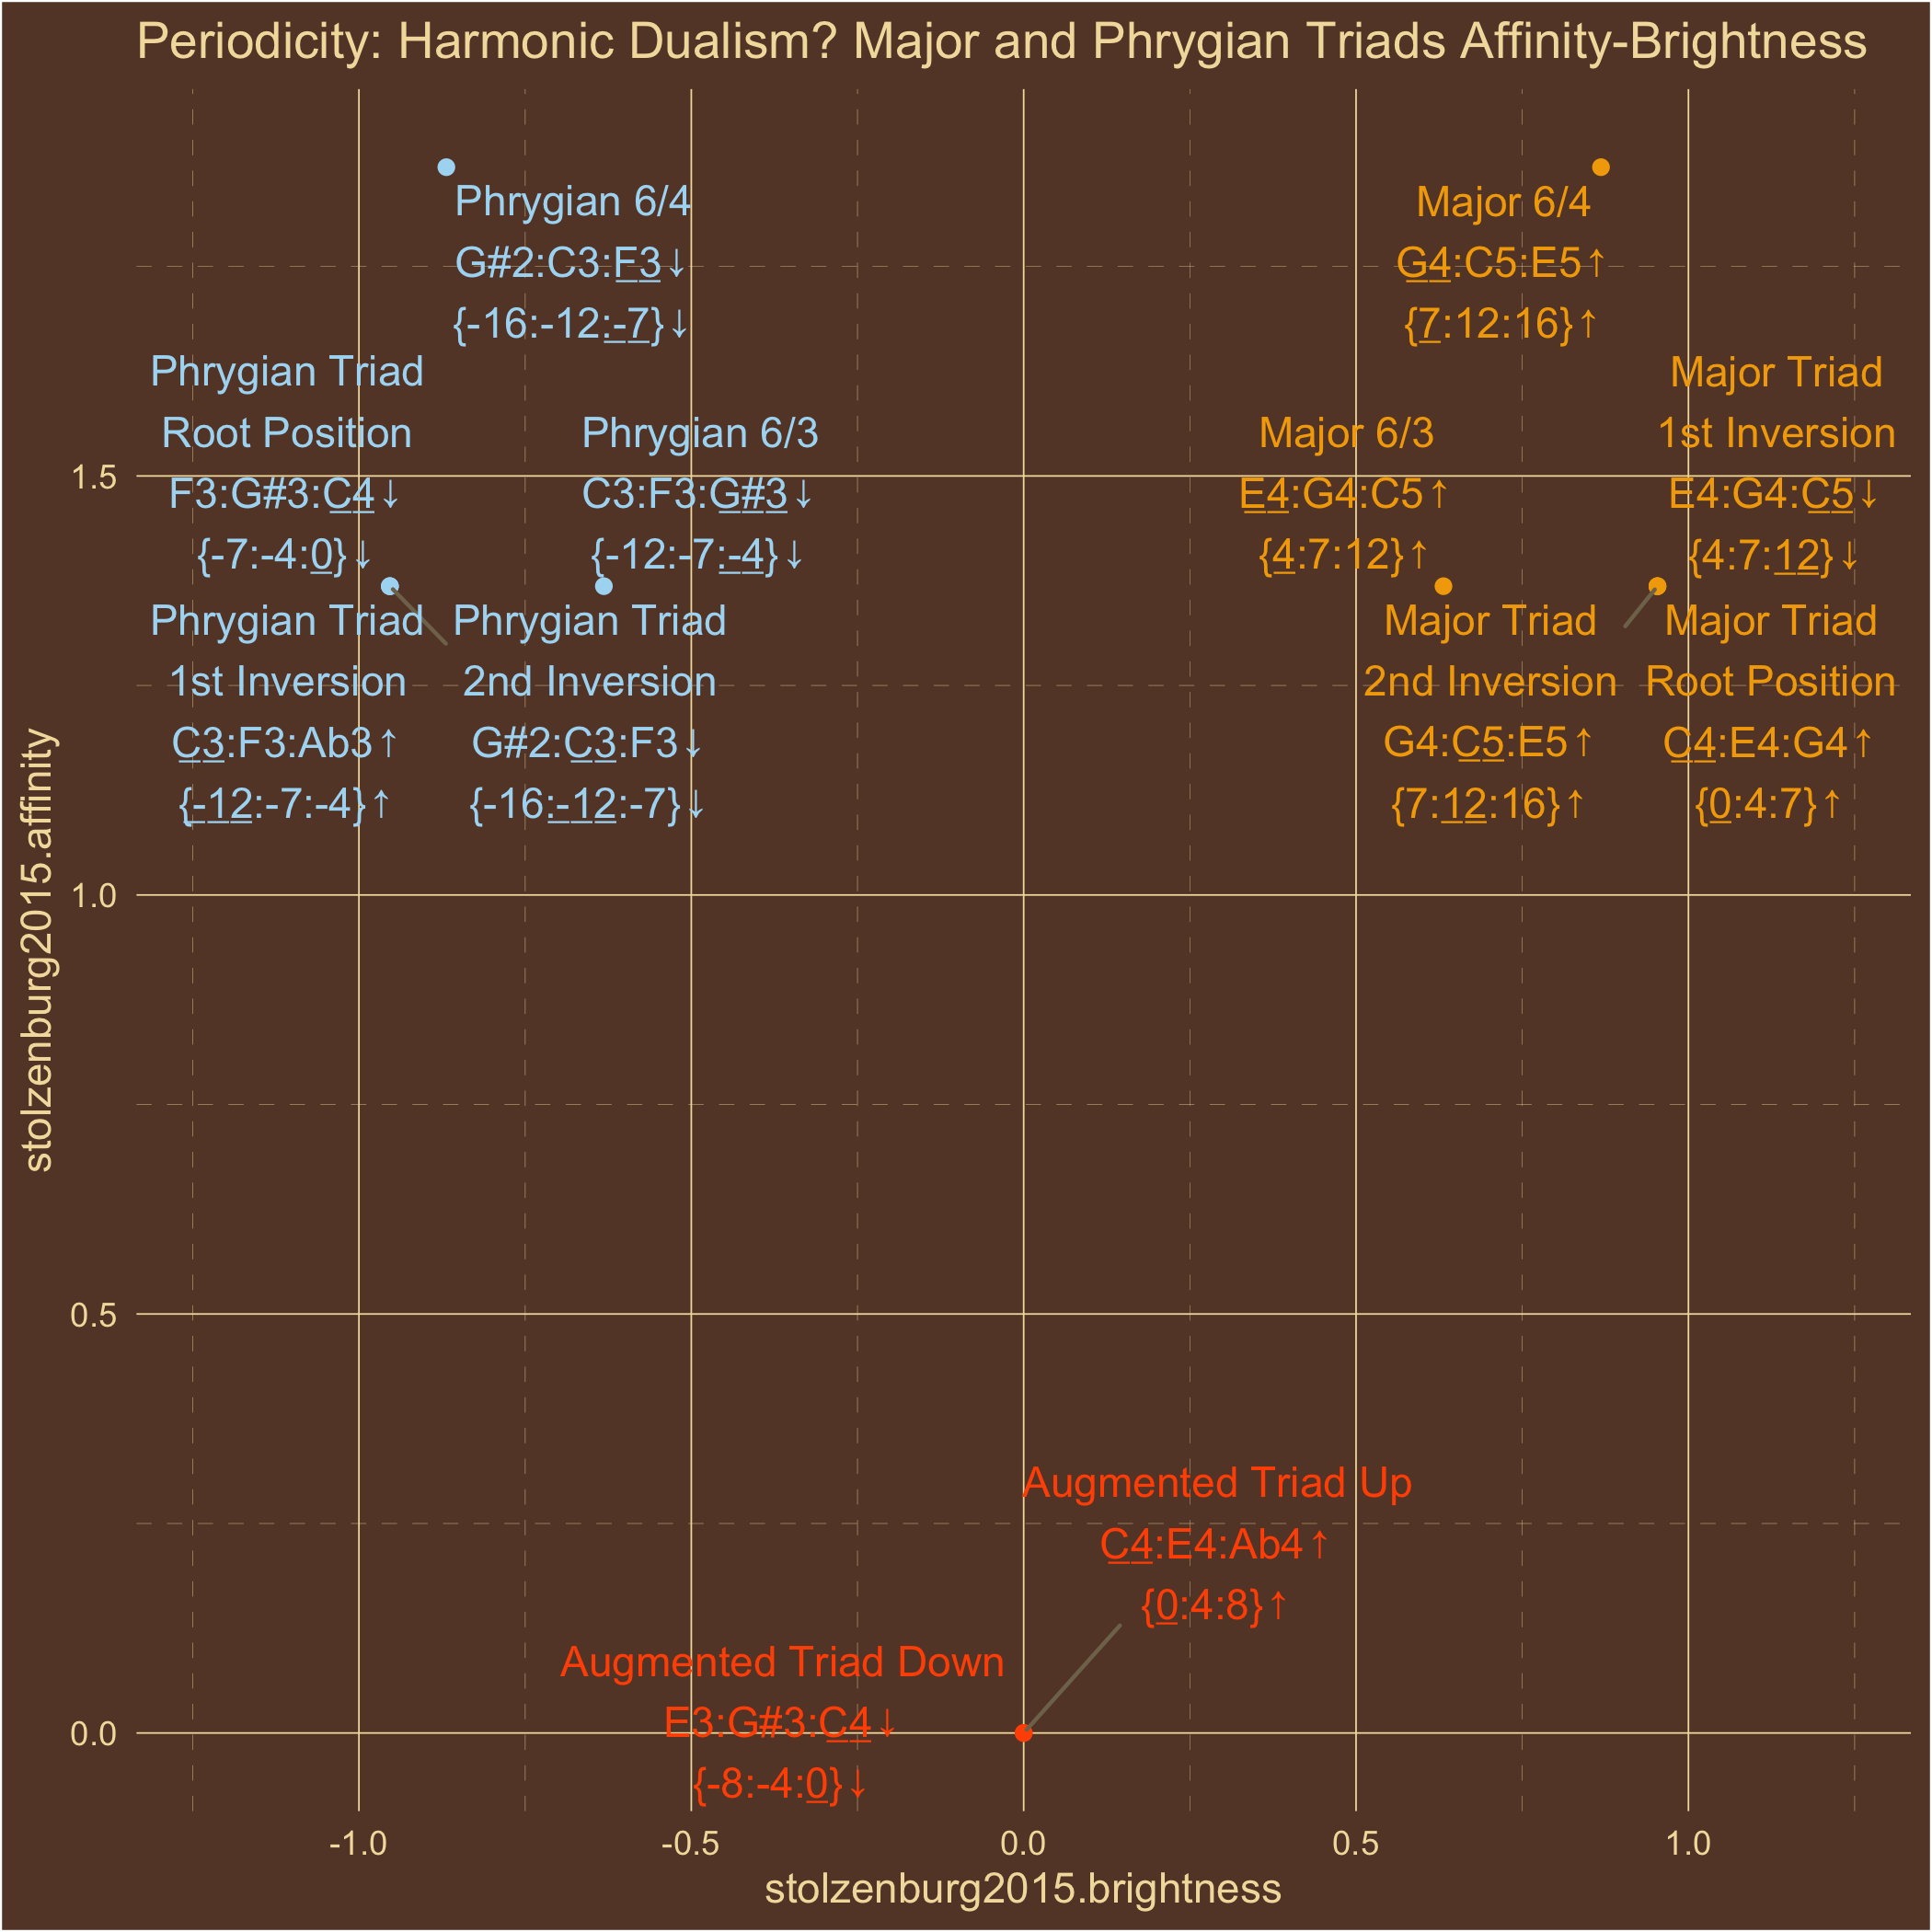 Periodicity: Harmonic Dualism? Major and Phrygian Triads Affinity-Brightness
Phrygian 6/4
G#2:C3:F3↓
{-16:-12:-7}↓
Major 6/4
G4:C5:E5↑
{7:12:16}↑
Phrygian Triad
Root Position
F3:G#3:C4↓
{-7:-4:0}↓
Phrygian 6/3
C3:F3:G#3↓
{-12:-7:-4}↓
Major 6/3
E4:G4:C5↑
{4:7:12}↑
Major Triad
1st Inversion
E4:G4:C5↓
{4:7:12}↓
Phrygian Triad
1st Inversion
C3:F3:Ab3↑
{-12:-7:-4}↑
Phrygian Triad
2nd Inversion
G#2:C3:F3↓
{-16:-12:-7}↓
Major Triad
2nd Inversion
G4:C5:E5↑
{7:12:16}↑
Major Triad
Root Position
C4:E4:G4↑
{0:4:7}↑
Augmented Triad Up
C4:E4:Ab4↑
{0:4:8}↑
Augmented Triad Down
E3:G#3:C4↓
{-8:-4:0}↓
1.5
1.0
0.5
0.0
stolzenburg2015.affinity
-1.0
-0.5
0.0
0.5
1.0
stolzenburg2015.brightness